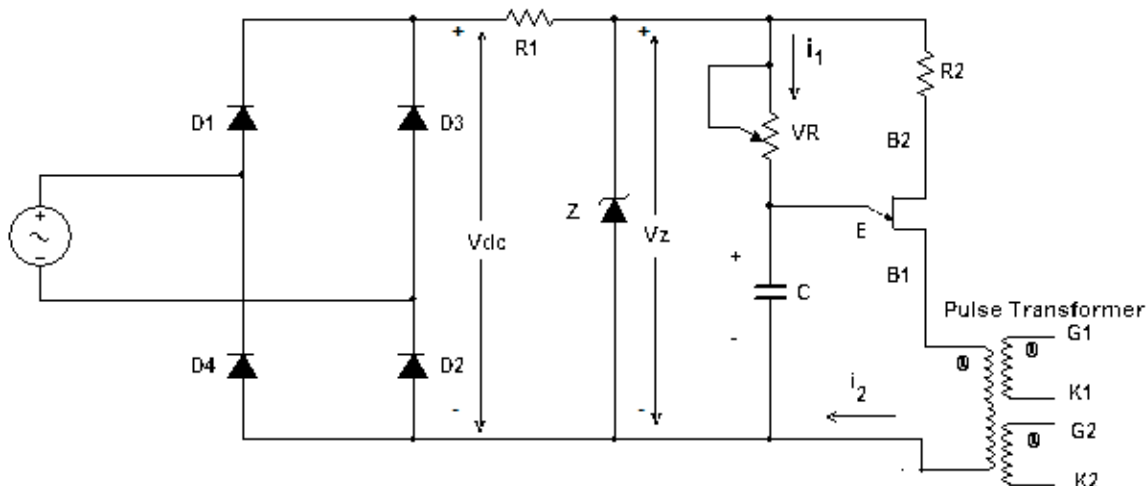 R1
i1
R2
D1
D3
VR
B2
Z
E
Vdc
Vz
B1
C
Pulse Transformer
G1
D4
D2
K1
i2
G2
K2